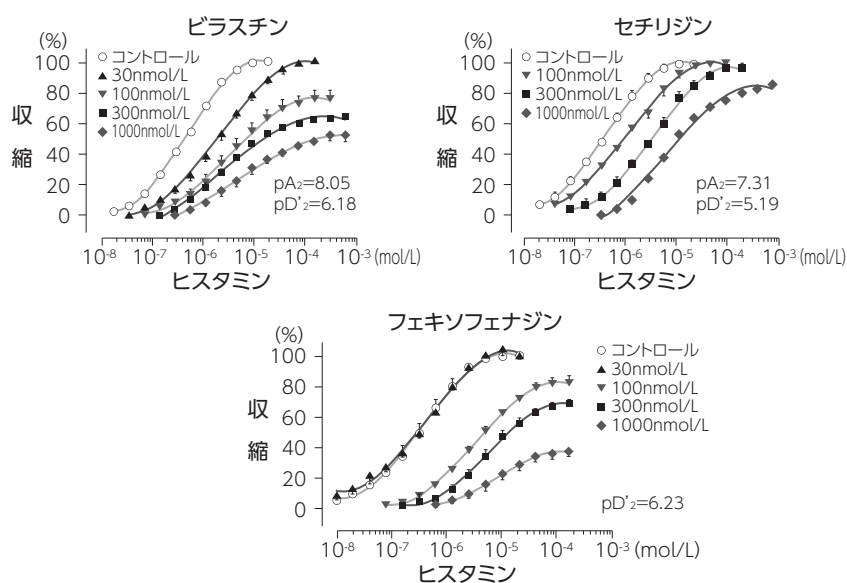 ビラスチン
(%)
100
80
60
40
20
0
収
縮
○ コントロール
▲ 30nmol/L
▼ 100nmol/L
■ 300nmol/L
◆ 1000nmol/L
pA₂=8.05
pD'₂=6.18
10⁻⁸ 10⁻⁷ 10⁻⁶ 10⁻⁵ 10⁻⁴ 10⁻³ (mol/L)
ヒスタミン
セチリジン
(%)
100
80
60
40
20
0
収
縮
○ コントロール
▼ 100nmol/L
■ 300nmol/L
◆ 1000nmol/L
pA₂=7.31
pD'₂=5.19
10⁻⁸ 10⁻⁷ 10⁻⁶ 10⁻⁵ 10⁻⁴ 10⁻³ (mol/L)
ヒスタミン
フェキソフェナジン
(%)
100
80
60
40
20
0
収
縮
○ コントロール
▲ 30nmol/L
▼ 100nmol/L
■ 300nmol/L
◆ 1000nmol/L
pD'₂=6.23
10⁻⁸ 10⁻⁷ 10⁻⁶ 10⁻⁵ 10⁻⁴ 10⁻³ (mol/L)
ヒスタミン